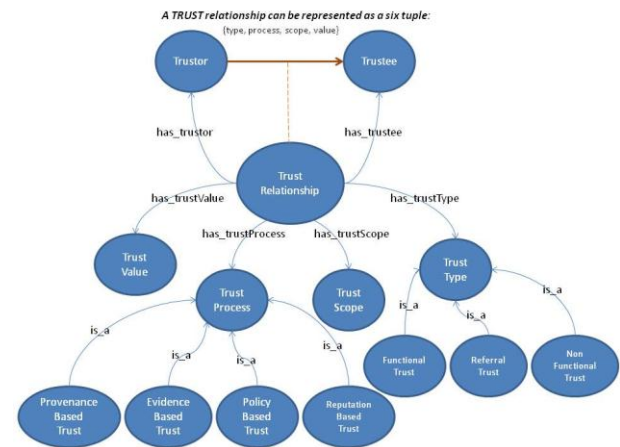 A TRUST relationship can be represented as a six tuple:
{type, process, scope, value}
Trustor
Trustee
has_trustor
has_trustee
Trust
Relationship
has_trustValue
has_trustType
has_trustProcess
has_trustScope
Trust
Value
Trust
Process
Trust
Scope
Trust
Type
is_a
is_a
is_a
is_a
is_a
is_a
is_a
Functional
Trust
Referral
Trust
Non
Functional
Trust
Provenance
Based
Trust
Evidence
Based
Trust
Policy
Based
Trust
Reputation
Based
Trust